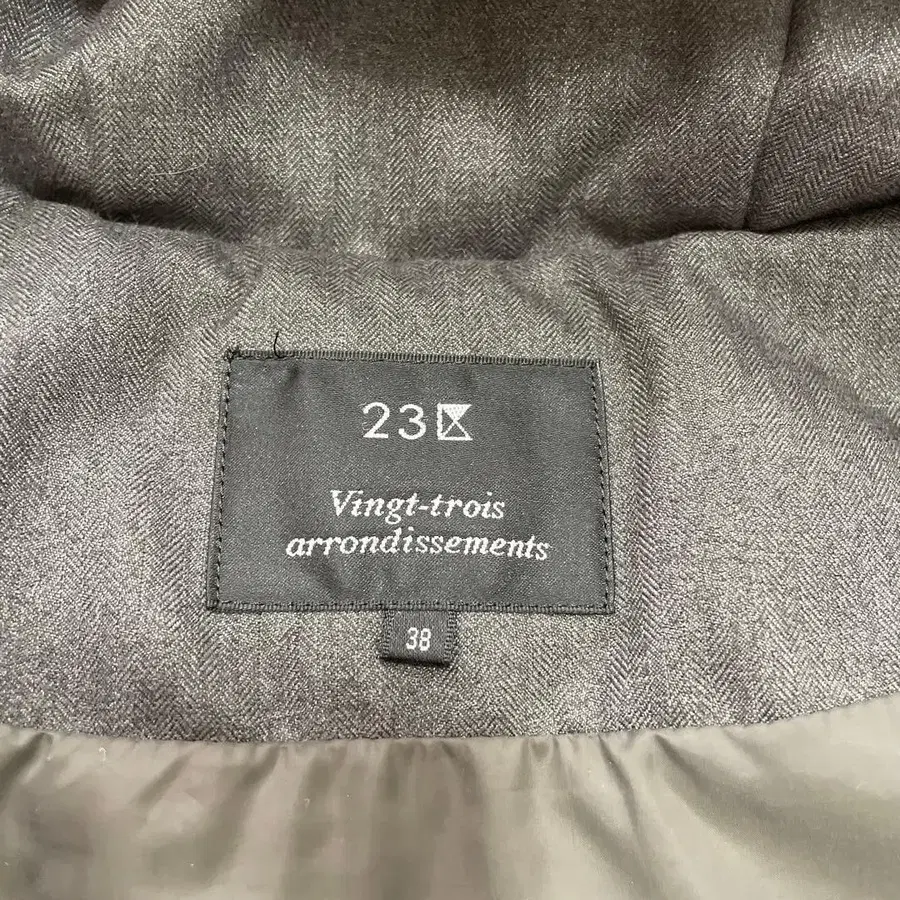 23区
Vingt-trois
arrondissements
38